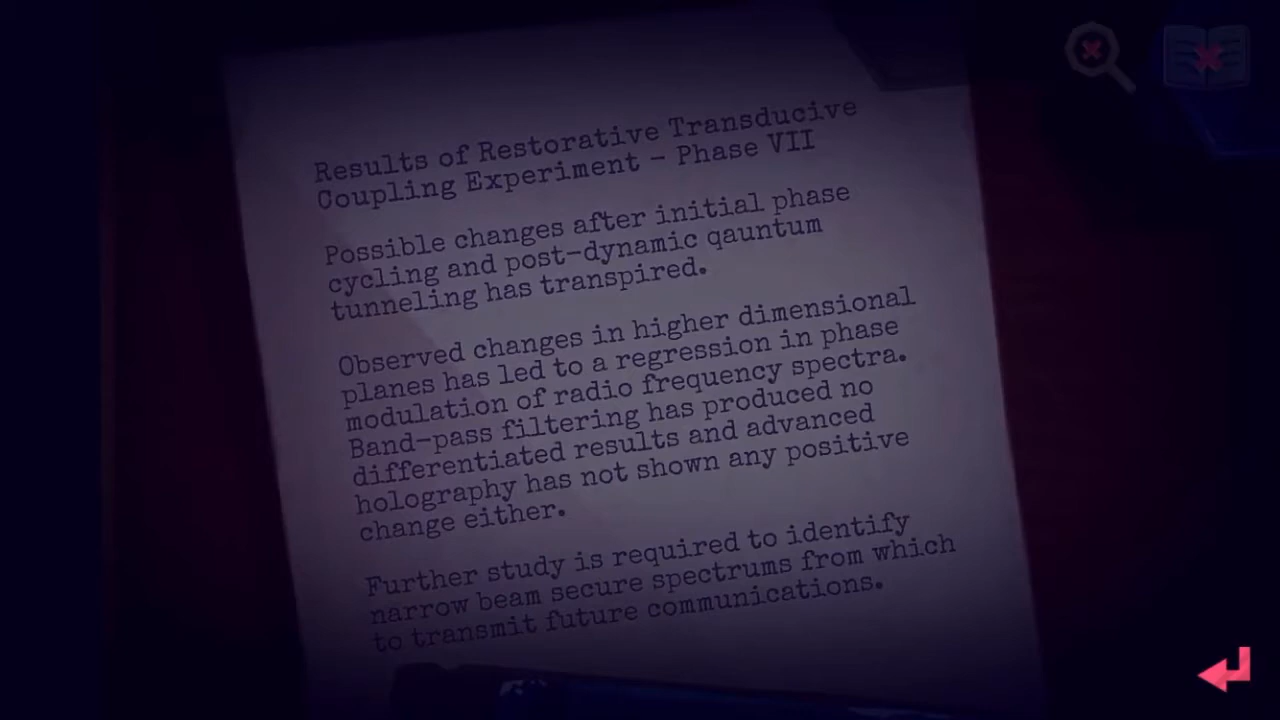 Results of Restorative Transducive
Coupling Experiment - Phase VII
Possible changes after initial phase
cycling and post-dynamic qauntum
tunneling has transpired.
Observed changes in higher dimensional
planes has led to a regression in phase
modulation of radio frequency spectra.
Band-pass filtering has produced no
differentiated results and advanced
holography has not shown any positive
change either.
Further study is required to identify
narrow beam secure spectrums from which
to transmit future communications.